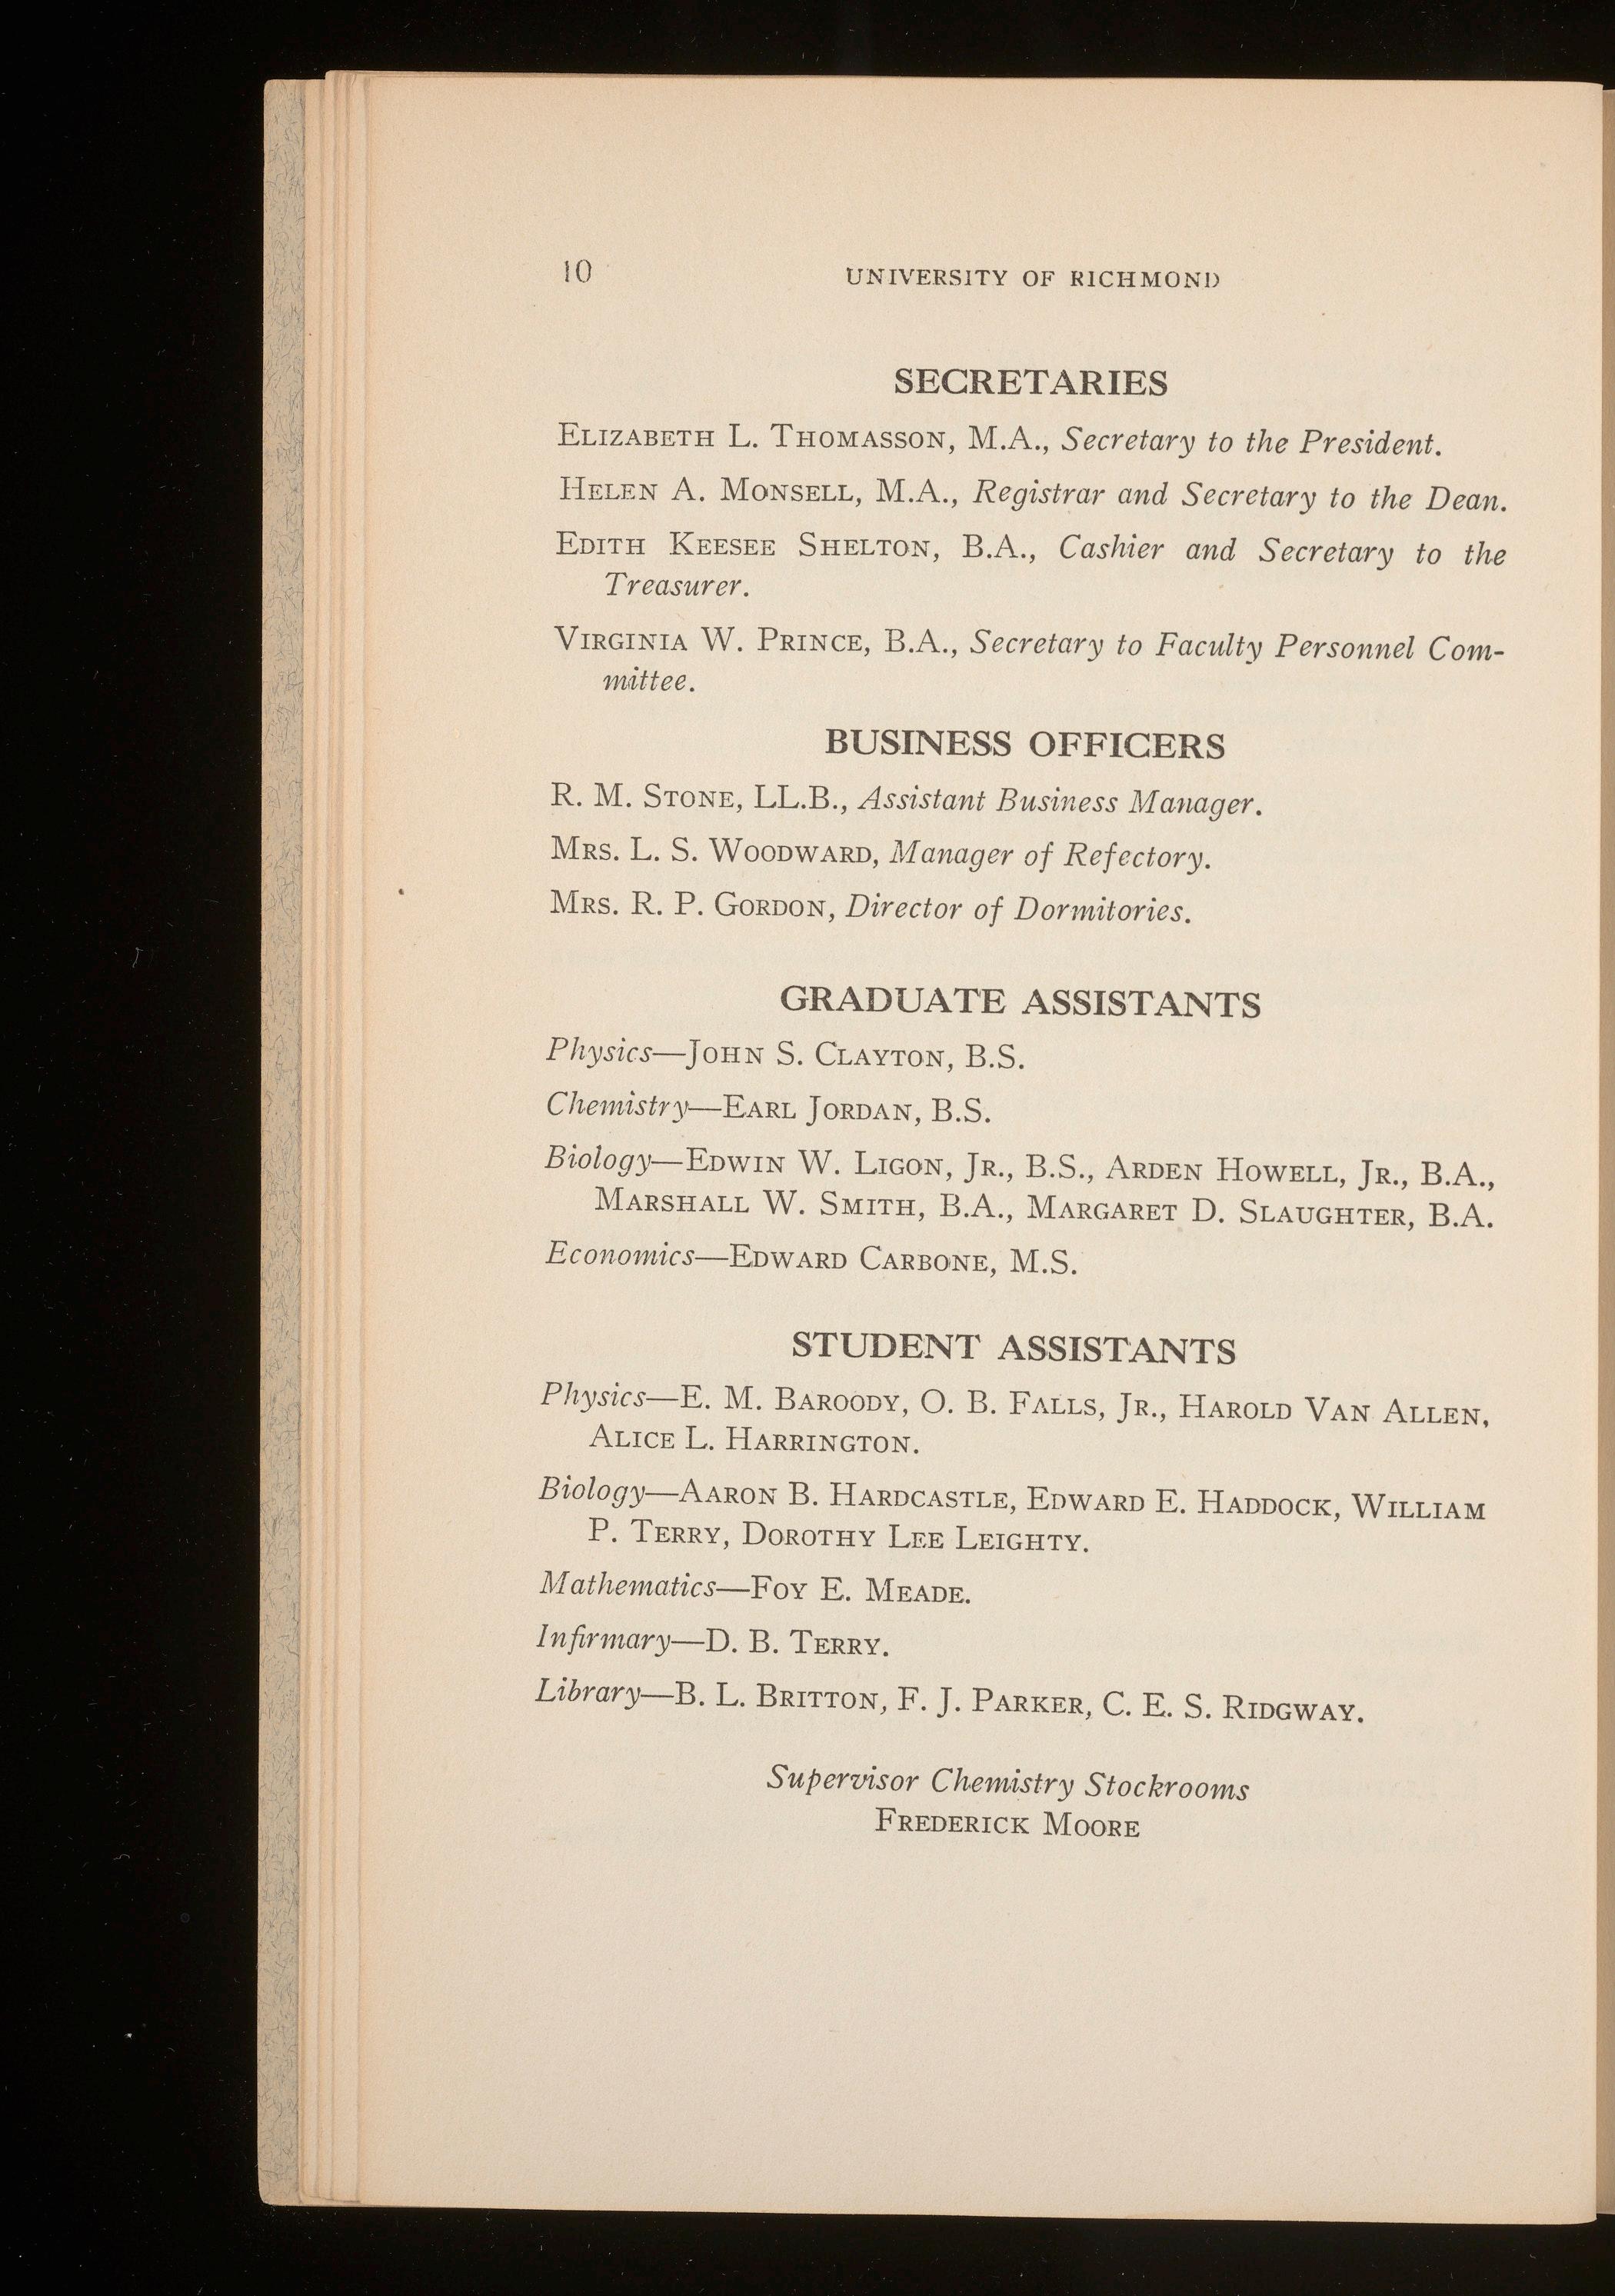 10 UNIVERSITY OF RICHMOND
SECRETARIES
ELIZABETH L. THOMASSON, M.A., Secretary to the President.
HELEN A. MONSELL, M.A., Registrar and Secretary to the Dean.
EDITH KEESEE SHELTON, B.A., Cashier and Secretary to the
Treasurer.
VIRGINIA W. PRINCE, B.A., Secretary to Faculty Personnel Com-
mittee.
BUSINESS OFFICERS
R. M. STONE, LL.B., Assistant Business Manager.
MRS. L. S. WOODWARD, Manager of Refectory.
MRS. R. P. GORDON, Director of Dormitories.
GRADUATE ASSISTANTS
Physics—JOHN S. CLAYTON, B.S.
Chemistry—EARL JORDAN, B.S.
Biology—EDWIN W. LIGON, JR., B.S., ARDEN HOWELL, JR., B.A.,
MARSHALL W. SMITH, B.A., MARGARET D. SLAUGHTER, B.A.
Economics—EDWARD CARBONE, M.S.
STUDENT ASSISTANTS
Physics—E. M. BAROODY, O. B. FALLS, JR., HAROLD VAN ALLEN,
ALICE L. HARRINGTON.
Biology—AARON B. HARDCASTLE, EDWARD E. HADDOCK, WILLIAM
P. TERRY, DOROTHY LEE LEIGHTY.
Mathematics—FOY E. MEADE.
Infirmary—D. B. TERRY.
Library—B. L. BRITTON, F. J. PARKER, C. E. S. RIDGWAY.
Supervisor Chemistry Stockrooms
FREDERICK MOORE